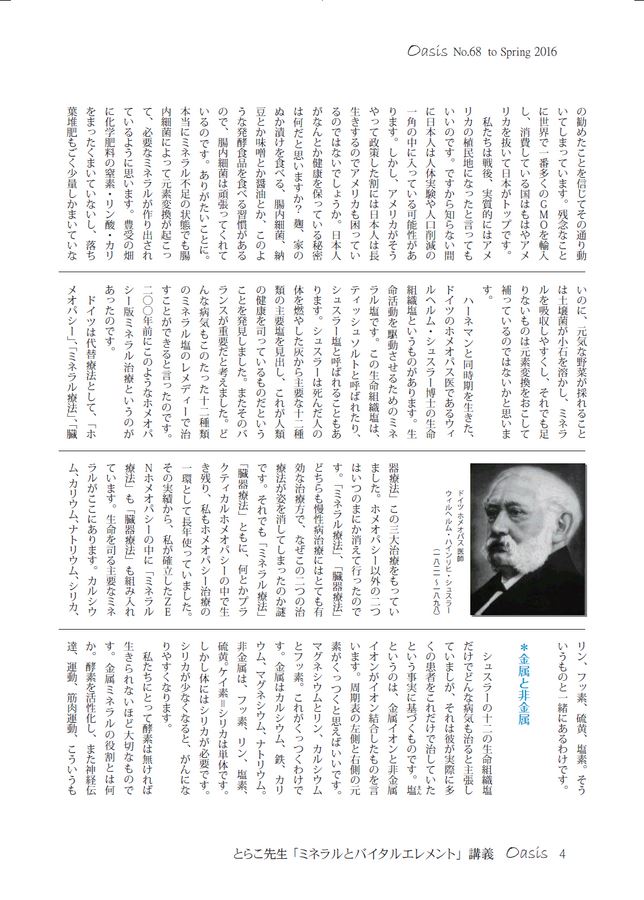 Oasis No.68 to Spring 2016
の勧めたことを信じてその通り動
いてしまっています。残念なこと
に世界で一番多くのGMOを輸入
し、消費している国はもはやアメ
リカを抜いて日本がトップです。
私たちは戦後、実質的にはアメ
リカの植民地になったと言っても
いいのです。ですから知らない間
に日本人は人体実験や人口削減の
一角の中に入っている可能性があ
ります。しかし、アメリカがそう
やって政策した割には日本人は長
生きするのでアメリカも困ってい
るのではないでしょうか。日本人
がなんとか健康を保っている秘密
は何だと思いますか？麹、家の
ぬか漬けを食べる、腸内細菌、納
豆とか味噌とか醤油とか、このよ
うな発酵食品を食べる習慣がある
ので、腸内細菌は頑張ってくれて
いるのです。ありがたいことに。
本当にミネラル不足の状態でも腸
内細菌によって元素変換が起こっ
て、必要なミネラルが作り出され
ているように思います。豊受の畑
に化学肥料の窒素・リン酸・カリ
をまったくまいていないし、落ち
葉堆肥もごく少量しかまいていな
いのに、元気な野菜が採れること
は土壌菌が小石を溶かし、ミネラ
ルを吸収しやすくし、それでも足
りないものは元素変換をおこして
補っているのではないかと思いま
す。
ハーネマンと同時期を生きた、
ドイツのホメオパス医であるウィ
ルヘルム・シュスラー博士の生命
組織塩というものがあります。生
命活動を駆動させるためのミネ
ラル塩です。この生命組織塩は、
ティッシュソルトと呼ばれたり、
シュスラー塩と呼ばれることもあ
ります。シュスラーは死んだ人の
体を燃やした灰から主要な十二種
類の主要塩を見出し、これが人類
の健康を司っているものだという
ことを発見しました。またそのバ
ランスが重要だと考えました。ど
んな病気もこのたった十二種類
のミネラル塩のレメディーで治
すことができると言ったのです。
二〇〇年前にこのようなホメオパ
シー版ミネラル治療というのが
あったのです。
ドイツは代替療法として、「ホ
メオパシー」、「ミネラル療法」、「臓
ドイツ ホメオパス 医師
ウィルヘルム・ハインリヒ・シュスラー
（一八二一～一八九八）
器療法」この三大治療をもってい
ました。ホメオパシー以外の二つ
はいつのまにか消えて行ったので
す。「ミネラル療法」、「臓器療法」
どちらも慢性病治療にはとても有
効な治療方で、なぜこの二つの治
療法が姿を消してしまったのか謎
です。それでも「ミネラル療法」
「臓器療法」ともに、何とかプラ
クティカルホメオパシーの中で生
き残り、私もホメオパシー治療の
一環として長年使っていました。
その実績から、私が確立したZE
Nホメオパシーの中に「ミネラル
療法」も「臓器療法」も組み入れ
ています。生命を司る主要なミネ
ラルがここにあります。カルシウ
ム、カリウム、ナトリウム、シリカ、
リン、フッ素、硫黄、塩素。そう
いうものと一緒にあるわけです。
＊金属と非金属
シュスラーの十二の生命組織塩
だけでどんな病気も治ると主張し
ていましたが、それは彼が実際に多
くの患者をこれだけで治していた
という事実に基づくものです。塩
というのは、金属イオンと非金属
イオンがイオン結合したものを言
います。周期表の左側と右側の元
素がくっつくと思えばいいです。
マグネシウムとリン、カルシウム
とフッ素。これがくっつくわけで
す。金属はカルシウム、鉄、カリ
ウム、マグネシウム、ナトリウム。
非金属は、フッ素、リン、塩素、
硫黄。ケイ素＝シリカは単体です。
しかし体にはシリカが必要です。
シリカが少なくなると、がんにな
りやすくなります。
私たちにとって酵素は無ければ
生きられないほど大切なもので
す。金属ミネラルの役割とは何
か。酵素を活性化し、また神経伝
達、運動、筋肉運動、こういうも
とらこ先生「ミネラルとバイタルエレメント」講義 Oasis 4